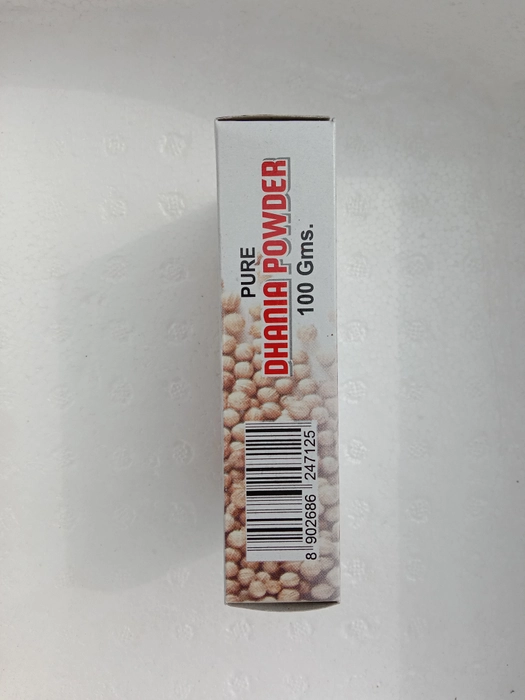 PURE
DHANIA POWDER
100 Gms.
8 902686 247125